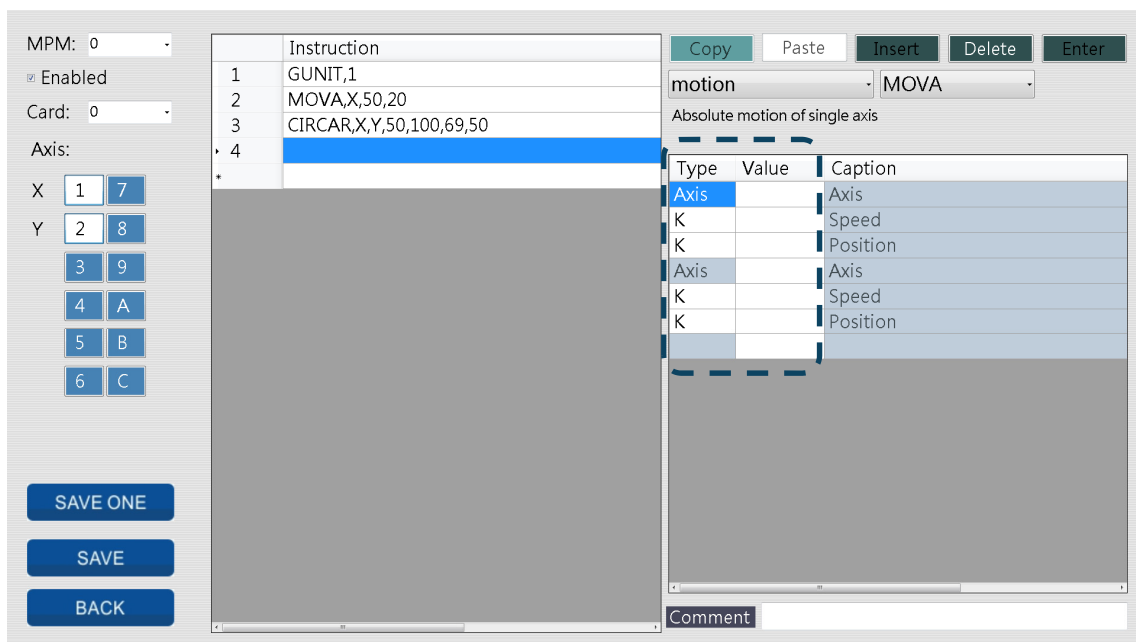 MPM: 0
Enabled
Card: 0
Axis:
X 1 7
Y 2 8
3 9
4 A
5 B
6 C
SAVE ONE
SAVE
BACK
Instruction
1 GUNIT,1
2 MOVA,X,50,20
3 CIRCAR,X,Y,50,100,69,50
4
*
Copy Paste Insert Delete Enter
motion MOVA
Absolute motion of single axis
Type Value Caption
Axis Axis
K Speed
K Position
Axis Axis
K Speed
K Position
Comment